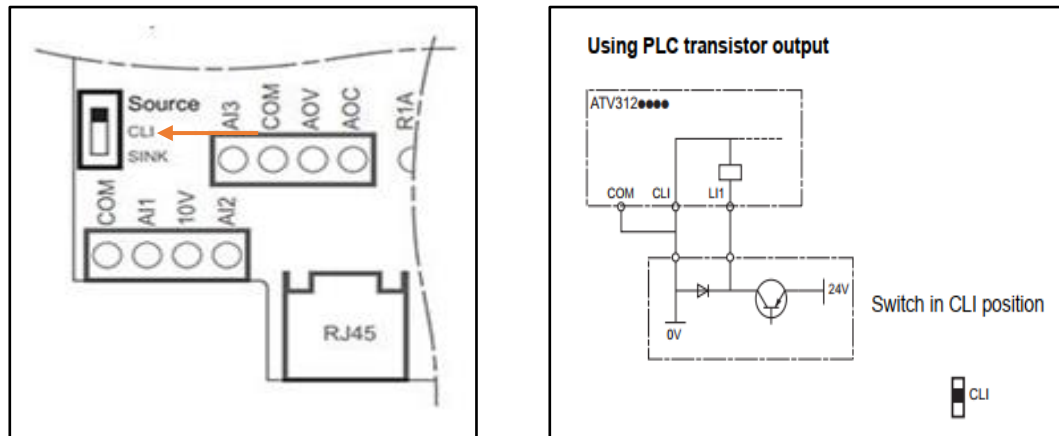 Source
CLI
SINK
AI3
COM
AOV
AOC
R1A
COM
AI1
10V
AI2
RJ45
Using PLC transistor output
ATV312●●●●
COM
CLI
LI1
24V
0V
Switch in CLI position
CLI